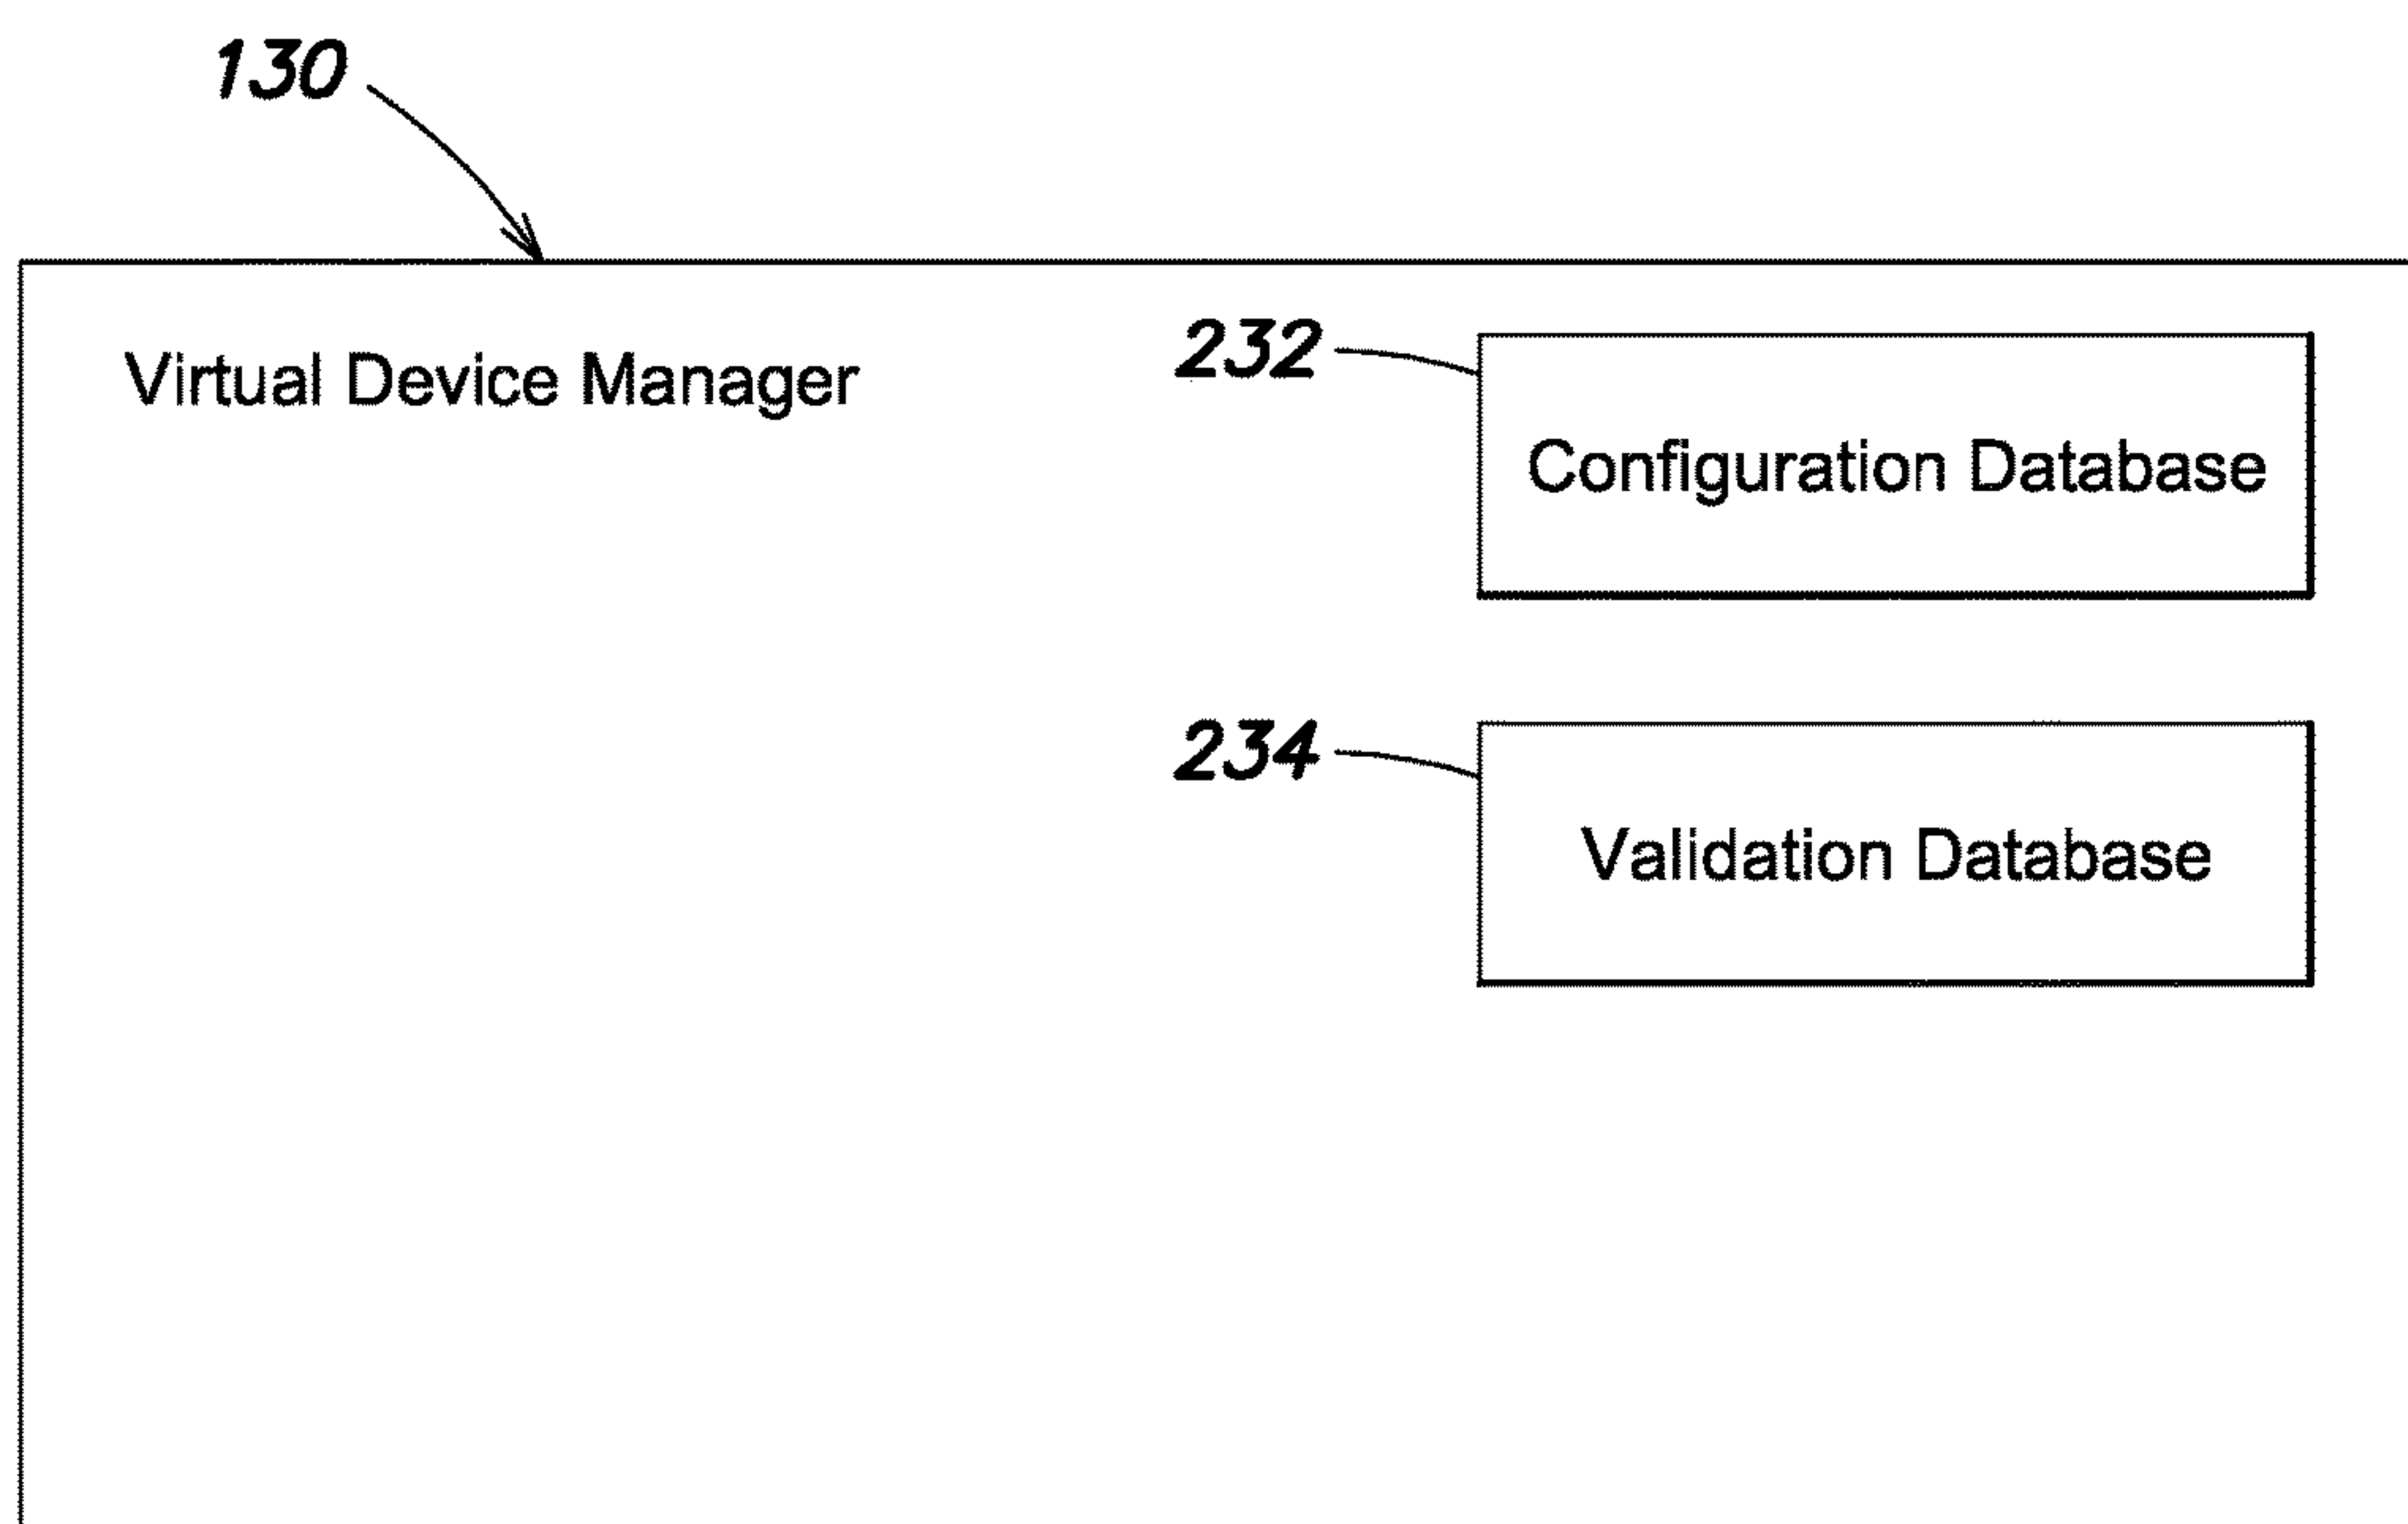 130
Virtual Device Manager
232
Configuration Database
234
Validation Database